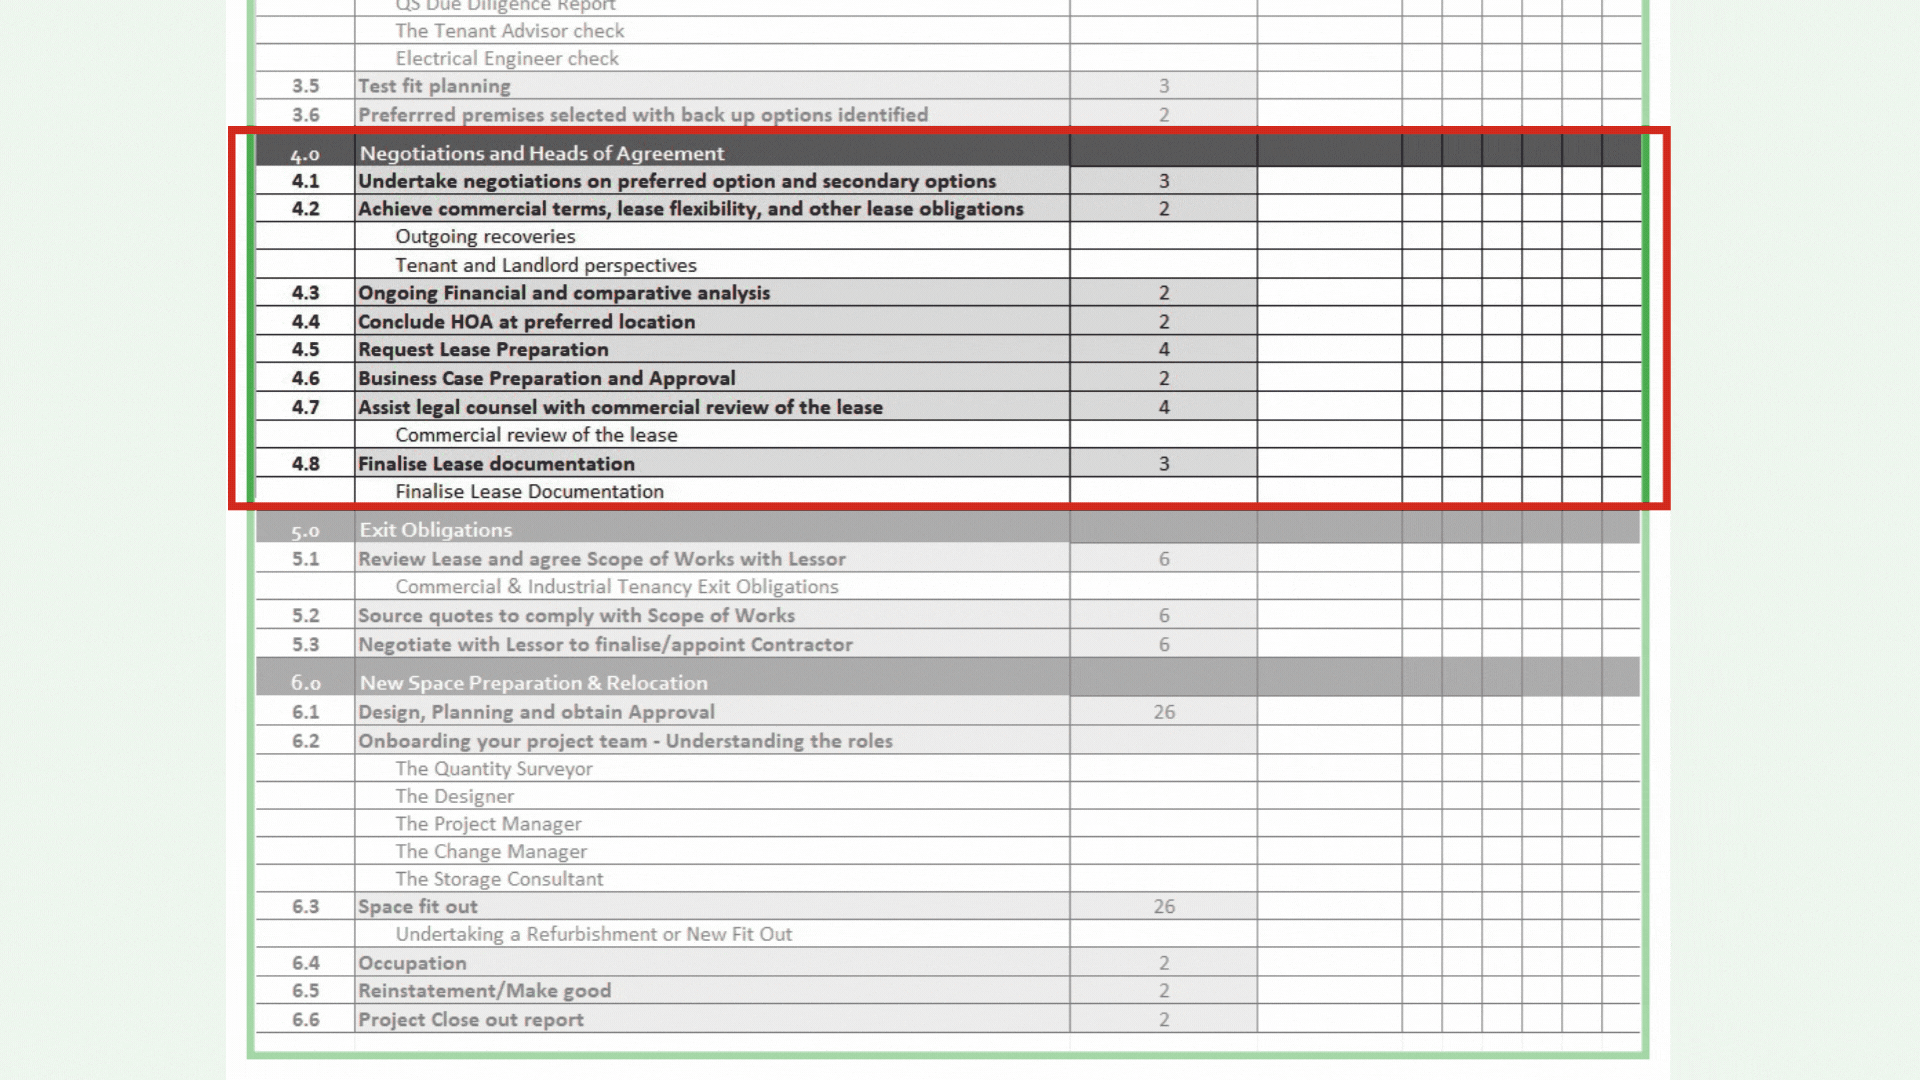 QS Due Diligence Report
The Tenant Advisor check
Electrical Engineer check
3.5 Test fit planning 3
3.6 Preferrred premises selected with back up options identified 2
4.0 Negotiations and Heads of Agreement
4.1 Undertake negotiations on preferred option and secondary options 3
4.2 Achieve commercial terms, lease flexibility, and other lease obligations 2
Outgoing recoveries
Tenant and Landlord perspectives
4.3 Ongoing Financial and comparative analysis 2
4.4 Conclude HOA at preferred location 2
4.5 Request Lease Preparation 4
4.6 Business Case Preparation and Approval 2
4.7 Assist legal counsel with commercial review of the lease 4
Commercial review of the lease
4.8 Finalise Lease documentation 3
Finalise Lease Documentation
5.0 Exit Obligations
5.1 Review Lease and agree Scope of Works with Lessor 6
Commercial & Industrial Tenancy Exit Obligations
5.2 Source quotes to comply with Scope of Works 6
5.3 Negotiate with Lessor to finalise/appoint Contractor 6
6.0 New Space Preparation & Relocation
6.1 Design, Planning and obtain Approval 26
6.2 Onboarding your project team - Understanding the roles
The Quantity Surveyor
The Designer
The Project Manager
The Change Manager
The Storage Consultant
6.3 Space fit out 26
Undertaking a Refurbishment or New Fit Out
6.4 Occupation 2
6.5 Reinstatement/Make good 2
6.6 Project Close out report 2